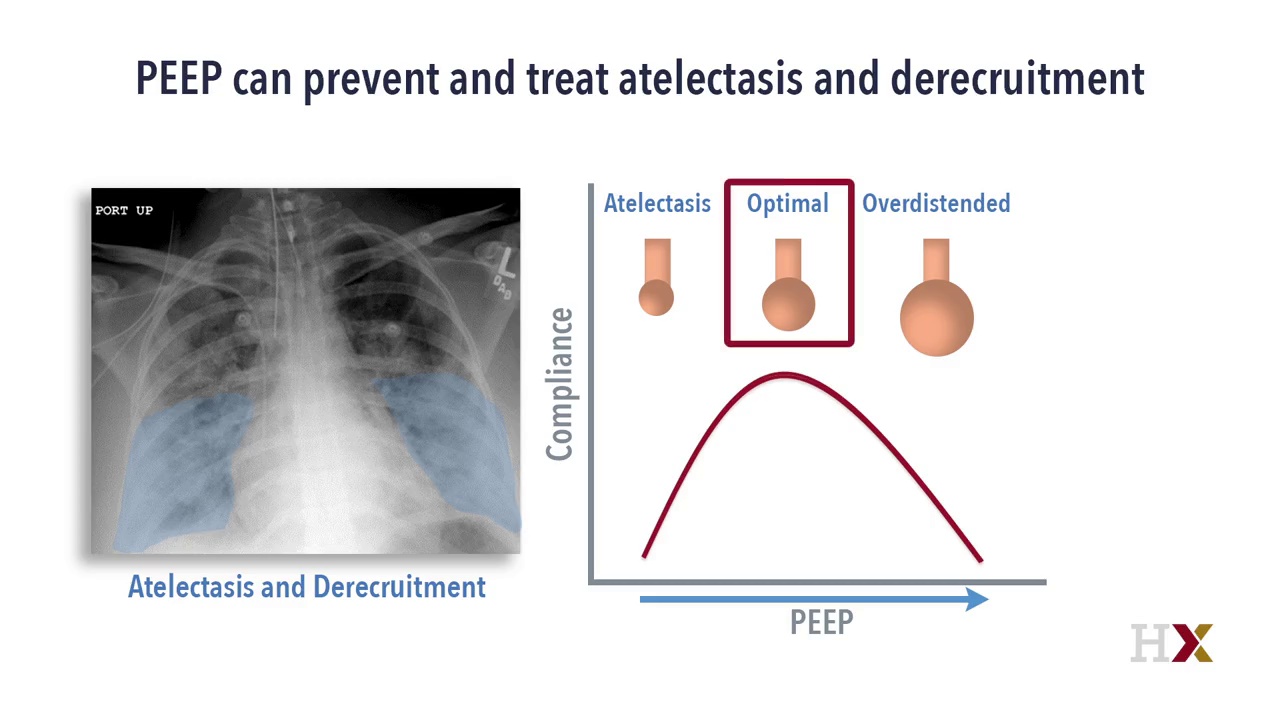 PEEP can prevent and treat atelectasis and derecruitment
PORT UP
L
DAD
Atelectasis and Derecruitment
Atelectasis
Optimal
Overdistended
Compliance
PEEP
HX